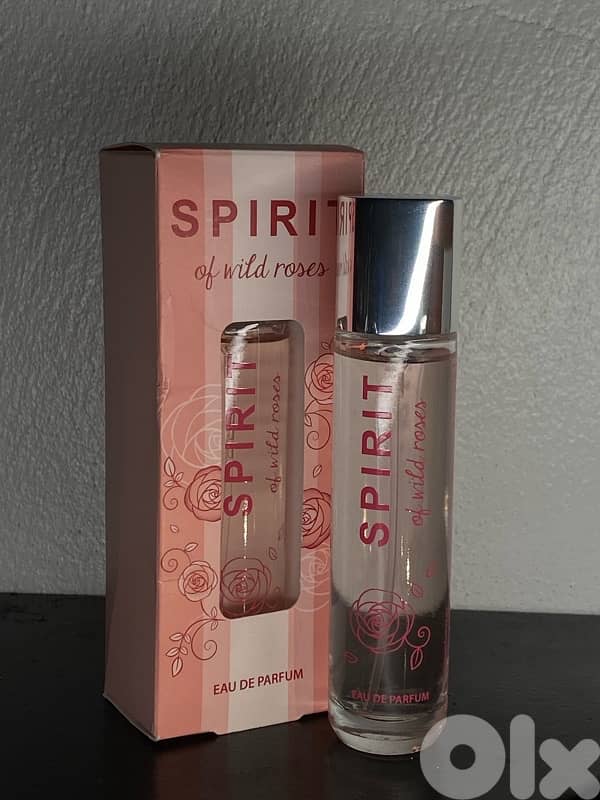 SPIRIT
of wild roses
SPIRIT
of wild roses
EAU DE PARFUM
SPIRIT
of wild roses
EAU DE PARFUM
Olx